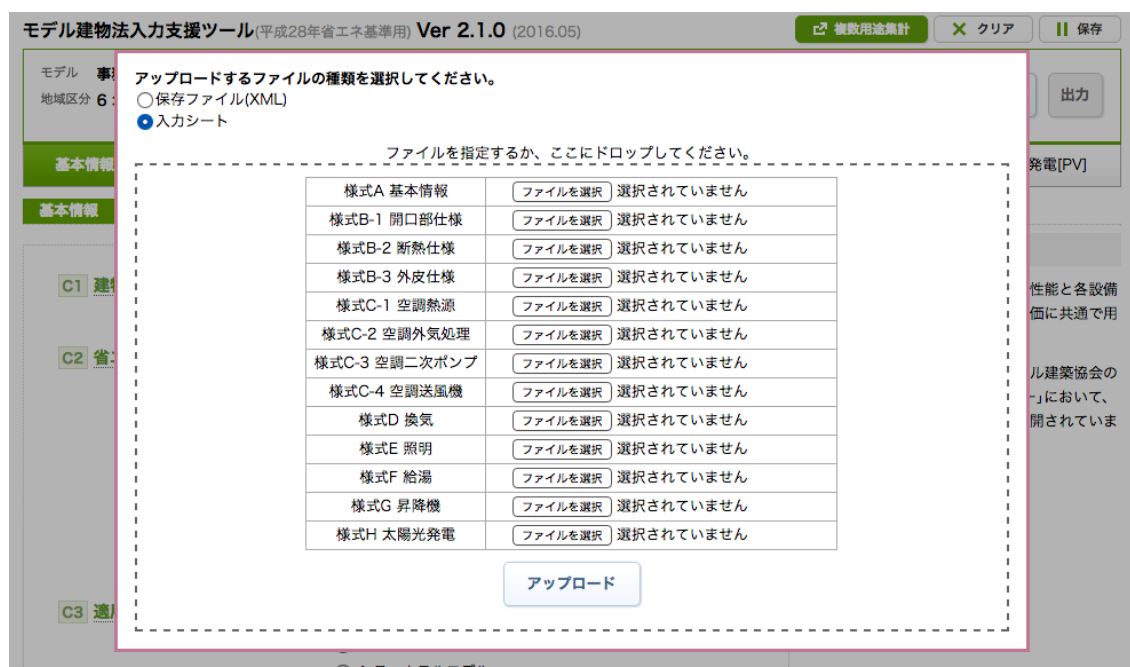 モデル建物法入力支援ツール(平成28年省エネ基準用) Ver 2.1.0 (2016.05)
複数用途集計
クリア
保存
モデル
地域区分 6
出力
アップロードするファイルの種類を選択してください。
保存ファイル(XML)
入力シート
基本情報
発電[PV]
ファイルを指定するか、ここにドロップしてください。
様式A 基本情報 ファイルを選択 選択されていません
基本情報
様式B-1 開口部仕様 ファイルを選択 選択されていません
様式B-2 断熱仕様 ファイルを選択 選択されていません
様式B-3 外皮仕様 ファイルを選択 選択されていません
C1 建
性能と各設備
様式C-1 空調熱源 ファイルを選択 選択されていません
価に共通で用
様式C-2 空調外気処理 ファイルを選択 選択されていません
C2 省
様式C-3 空調二次ポンプ ファイルを選択 選択されていません
ル建築協会の
様式C-4 空調送風機 ファイルを選択 選択されていません
において、
様式D 換気 ファイルを選択 選択されていません
開されていま
様式E 照明 ファイルを選択 選択されていません
様式F 給湯 ファイルを選択 選択されていません
様式G 昇降機 ファイルを選択 選択されていません
様式H 太陽光発電 ファイルを選択 選択されていません
アップロード
C3 適